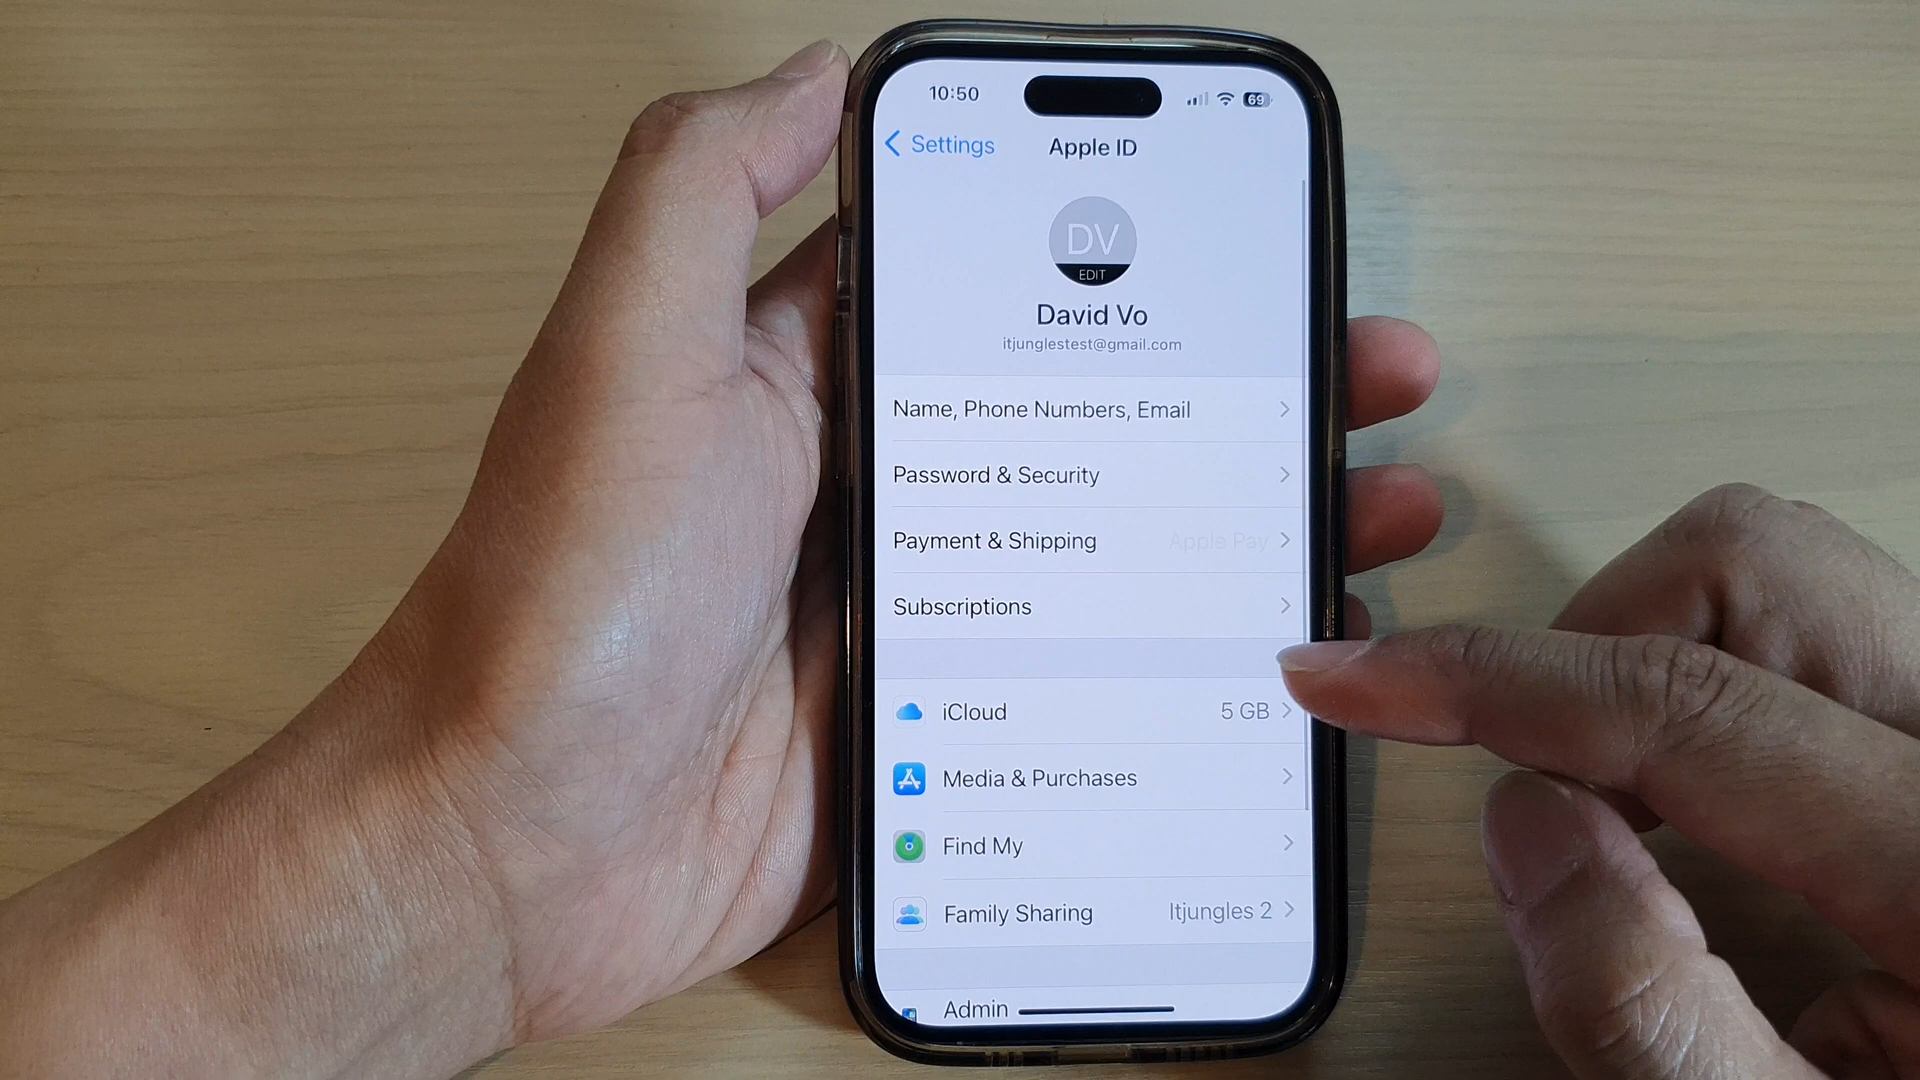 10:50
69
Settings
Apple ID
DV
EDIT
David Vo
itjunglestest@gmail.com
Name, Phone Numbers, Email
Password & Security
Payment & Shipping Apple Pay
Subscriptions
iCloud 5 GB
Media & Purchases
Find My
Family Sharing Itjungles 2
Admin